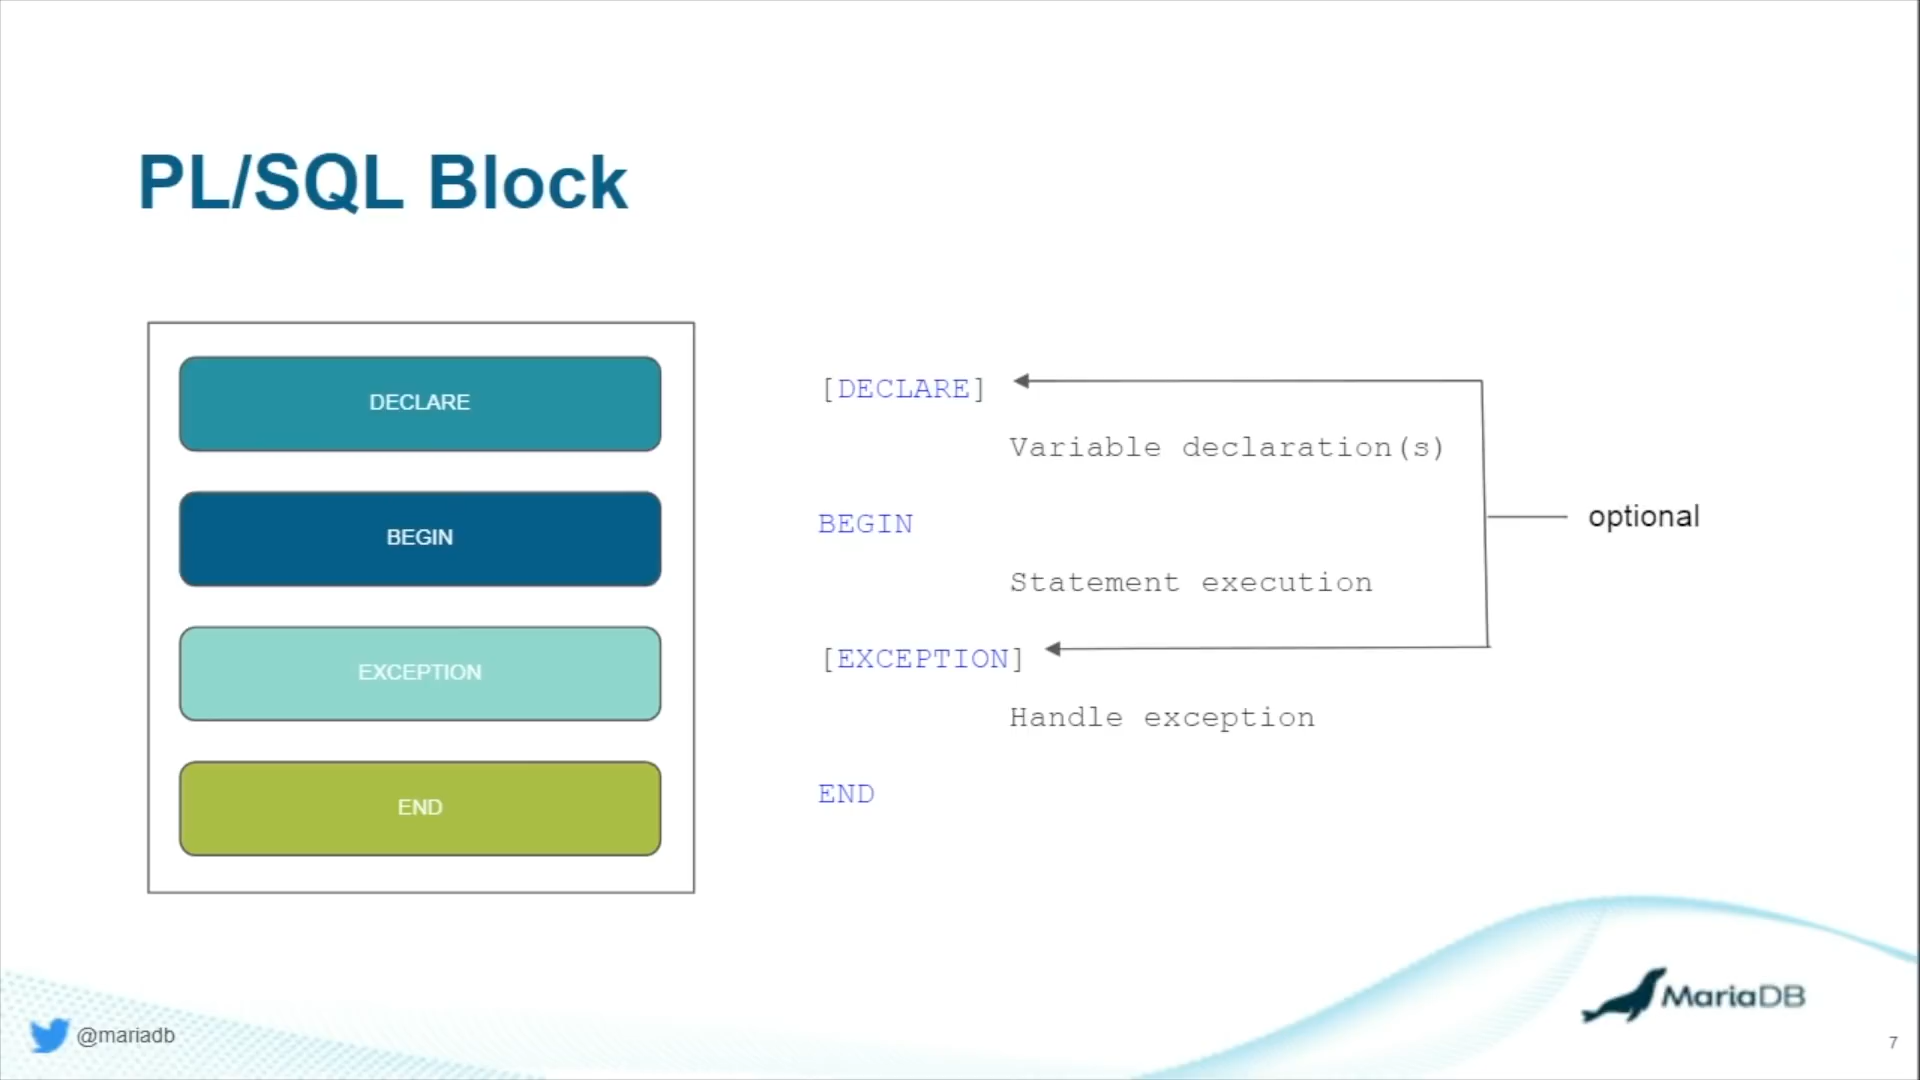 PL/SQL Block
DECLARE
BEGIN
EXCEPTION
END
[DECLARE]
Variable declaration(s)
BEGIN
Statement execution
[EXCEPTION]
Handle exception
END
optional
@mariadb
MariaDB
7